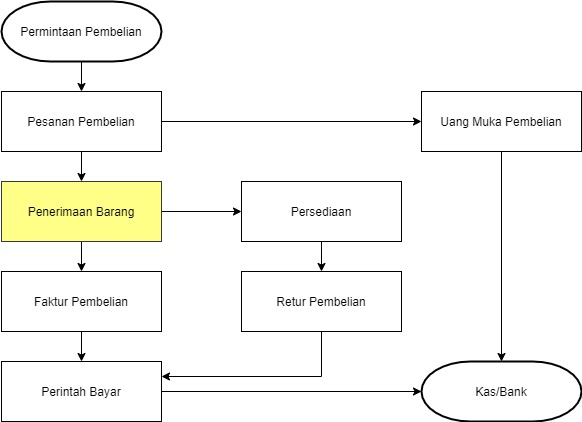 Permintaan Pembelian
Pesanan Pembelian
Uang Muka Pembelian
Penerimaan Barang
Persediaan
Faktur Pembelian
Retur Pembelian
Perintah Bayar
Kas/Bank